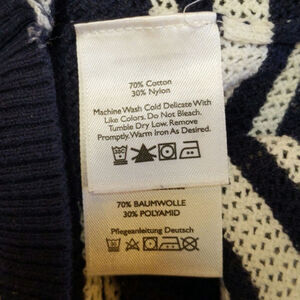 70% Cotton
30% Nylon
Machine Wash Cold Delicate With
Like Colors. Do Not Bleach.
Tumble Dry Low. Remove
Promptly. Warm Iron As Desired.
70% BAUMWOLLE
30% POLYAMID
Pflegeanleitung Deutsch